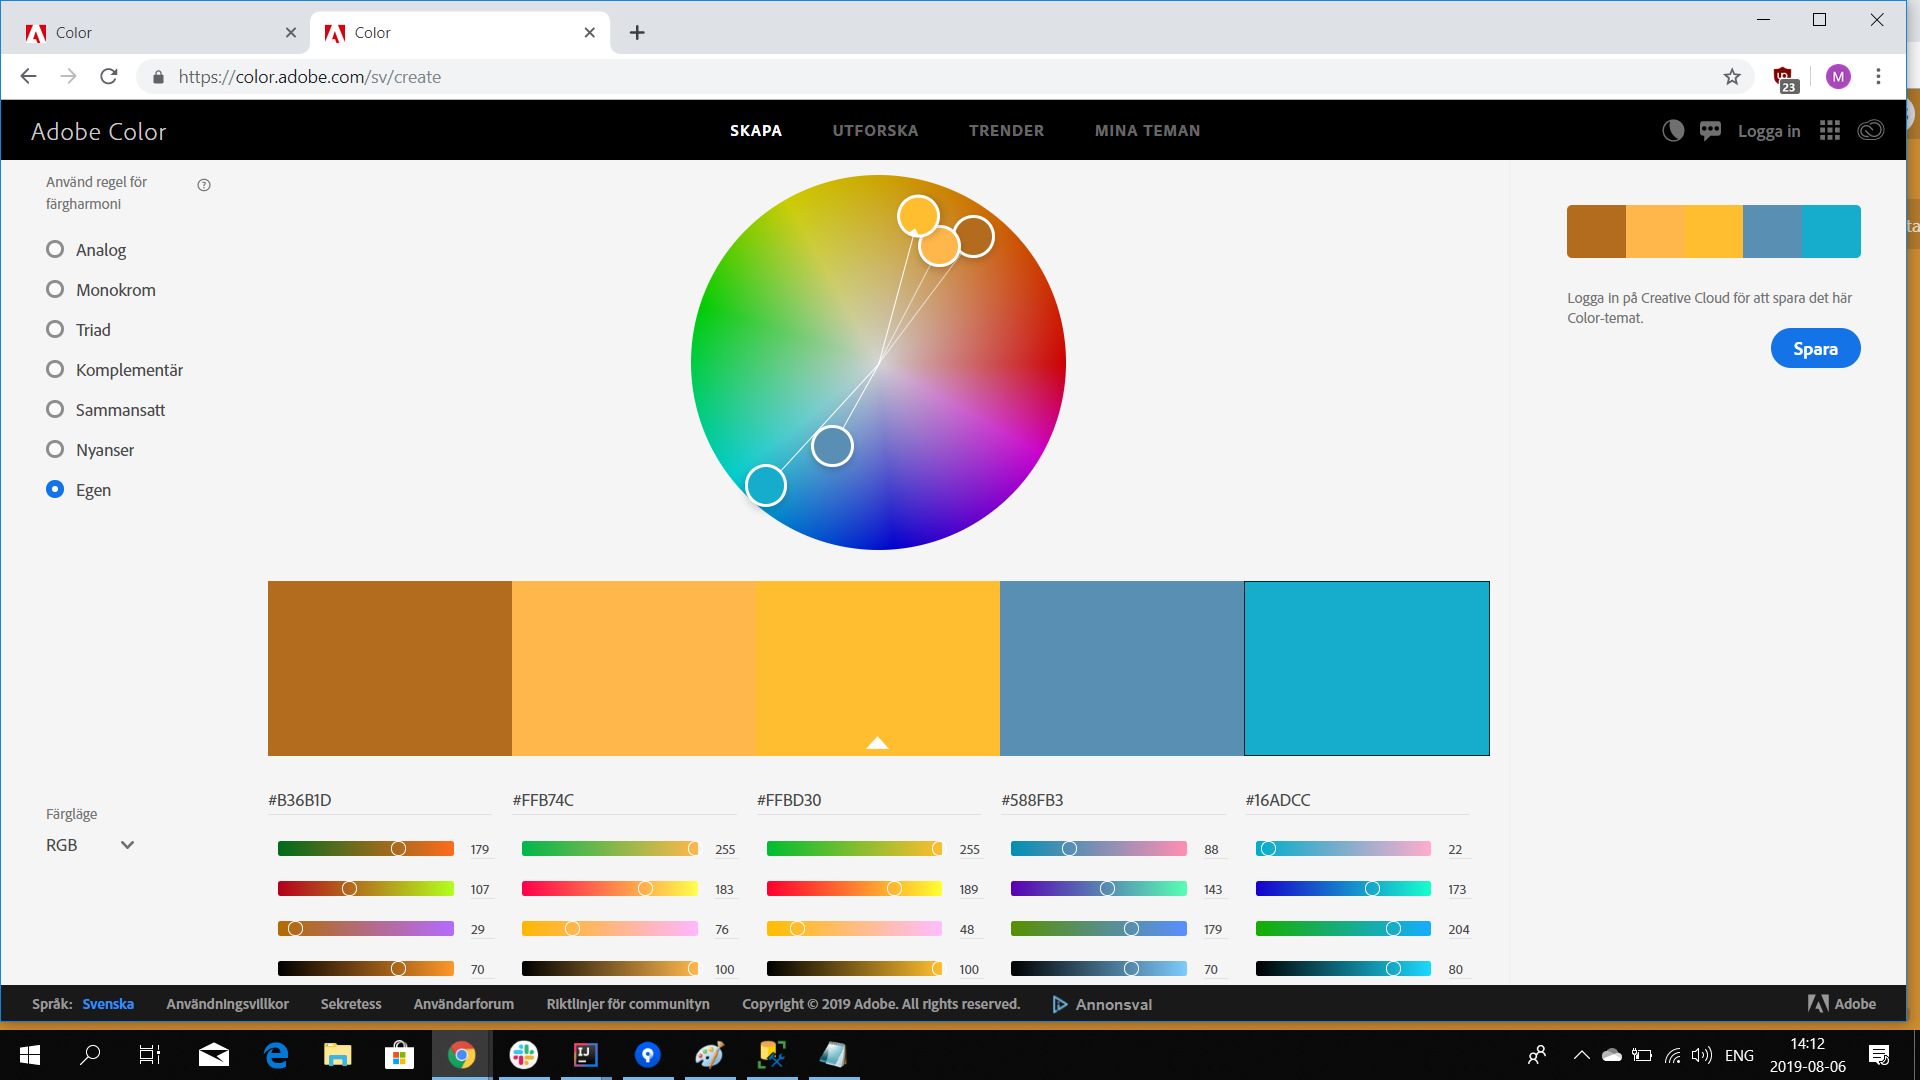 Color
Color
https://color.adobe.com/sv/create
23
M
Adobe Color
SKAPA
UTFORSKA
TRENDER
MINA TEMAN
Logga in
Använd regel för
färgharmoni
?
Analog
Monokrom
Triad
Komplementär
Sammansatt
Nyanser
Egen
Logga in på Creative Cloud för att spara det här
Color-temat.
Spara
Färgläge
RGB
#B36B1D
#FFB74C
#FFBD30
#588FB3
#16ADCC
179
255
255
88
22
107
183
189
143
173
29
76
48
179
204
70
100
100
70
80
Språk: Svenska
Användningsvillkor
Sekretess
Användarforum
Riktlinjer för communityn
Copyright © 2019 Adobe. All rights reserved.
Annonsval
Adobe
ENG
14:12
2019-08-06